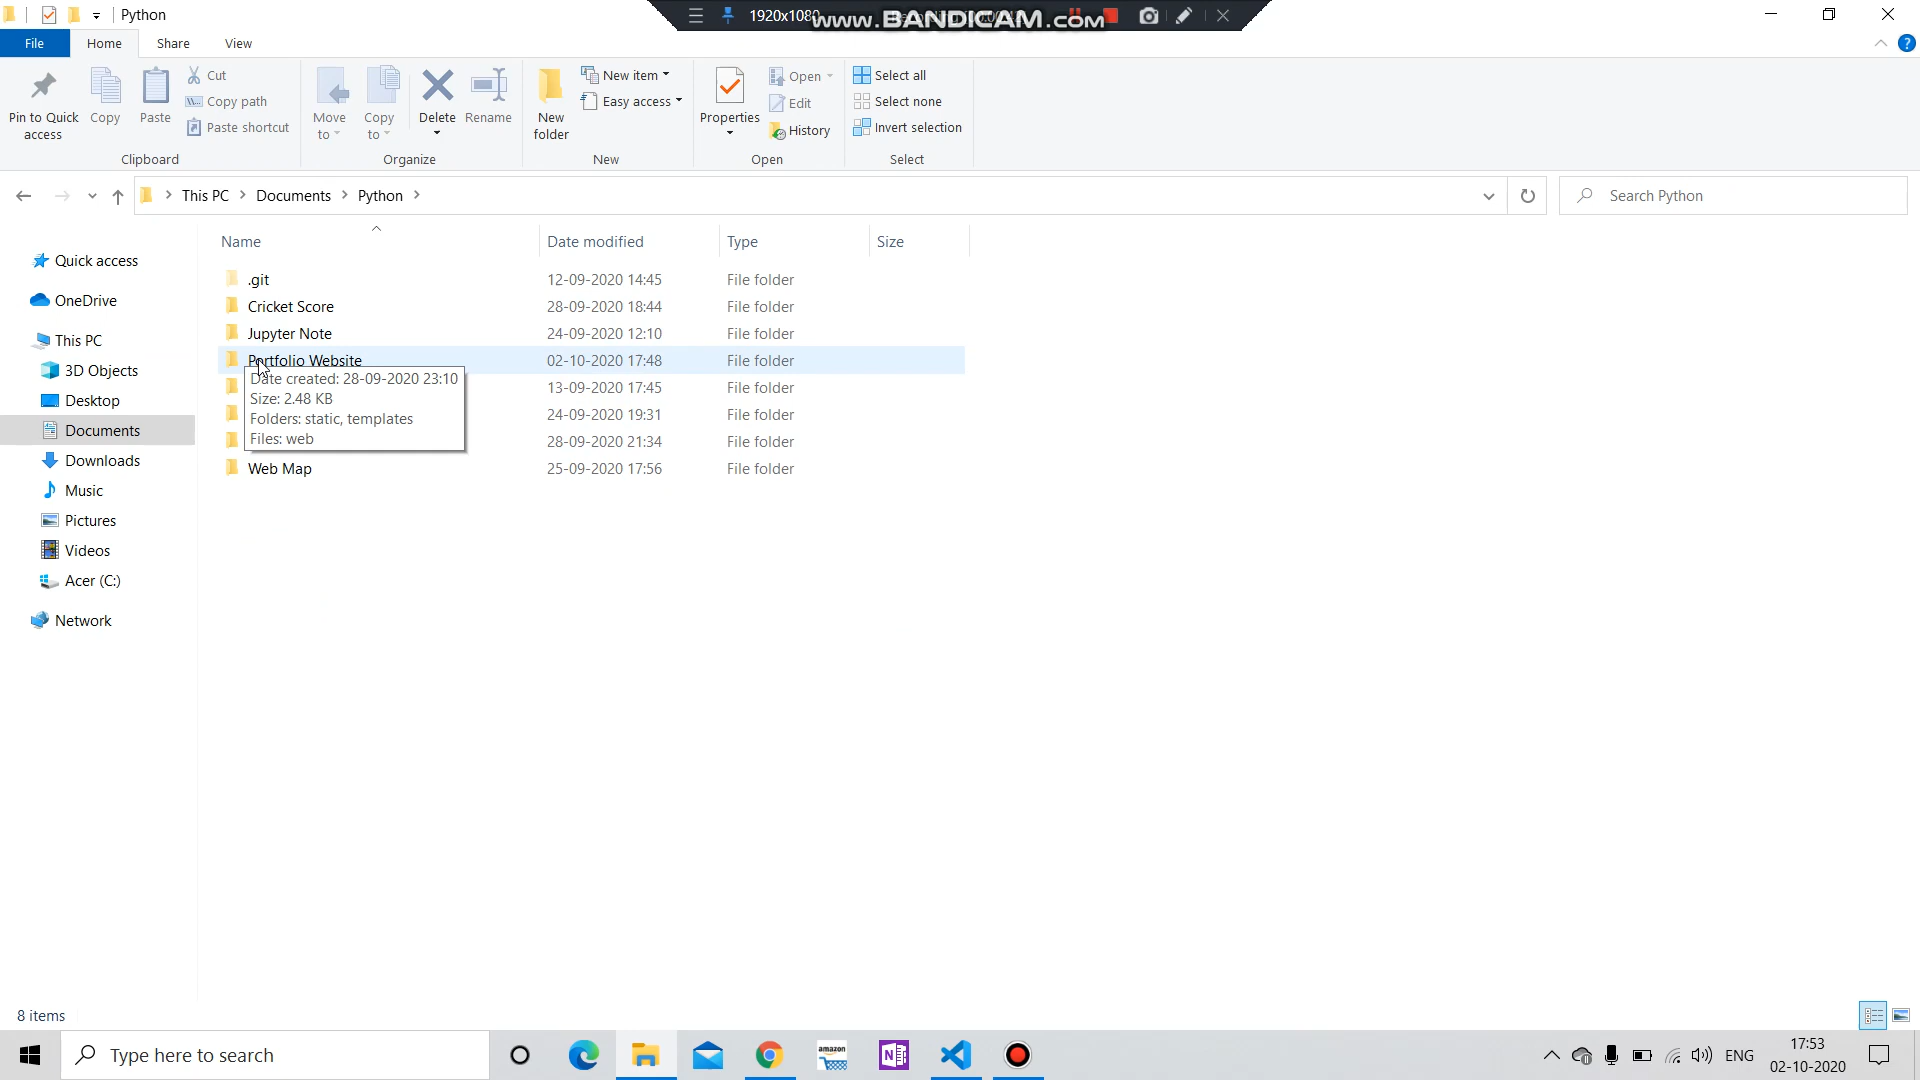 Python
1920x1080
www.BANDICAM.com
File
Home
Share
View
Pin to Quick access
Copy
Paste
Cut
Copy path
Paste shortcut
Clipboard
Move to
Copy to
Delete
Rename
Organize
New folder
New item
Easy access
New
Properties
Open
Edit
History
Open
Select all
Select none
Invert selection
Select
This PC
Documents
Python
Search Python
Name
Date modified
Type
Size
.git 12-09-2020 14:45 File folder
Cricket Score 28-09-2020 18:44 File folder
Jupyter Note 24-09-2020 12:10 File folder
Portfolio Website 02-10-2020 17:48 File folder
13-09-2020 17:45 File folder
24-09-2020 19:31 File folder
28-09-2020 21:34 File folder
Web Map 25-09-2020 17:56 File folder
Date created: 28-09-2020 23:10
Size: 2.48 KB
Folders: static, templates
Files: web
Quick access
OneDrive
This PC
3D Objects
Desktop
Documents
Downloads
Music
Pictures
Videos
Acer (C:)
Network
8 items
Type here to search
amazon
N
ENG
17:53
02-10-2020